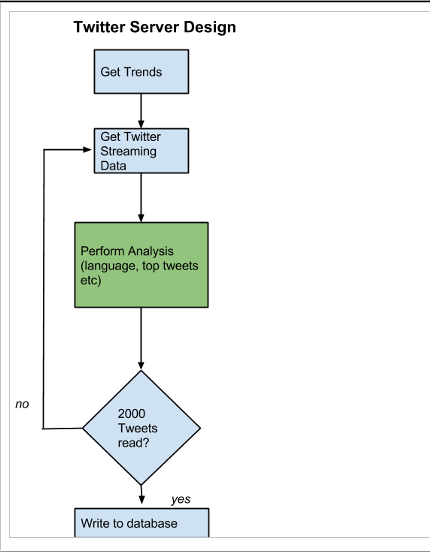 Twitter Server Design
Get Trends
Get Twitter
Streaming
Data
Perform Analysis
(language, top tweets
etc)
2000
Tweets
read?
no
yes
Write to database